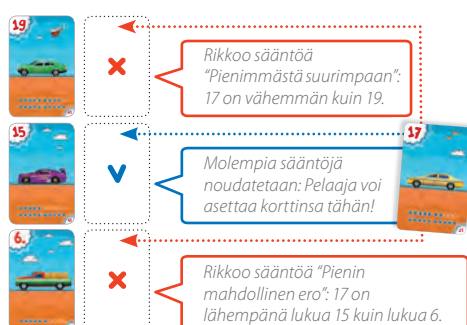 19
Rikkoo sääntöä
"Pienimmästä suurimpaan":
17 on vähemmän kuin 19.
15
17
Molempia sääntöjä
noudatetaan: Pelaaja voi
asettaa korttinsa tähän!
6.
Rikkoo sääntöä "Pienin
mahdollinen ero": 17 on
lähempänä lukua 15 kuin lukua 6.